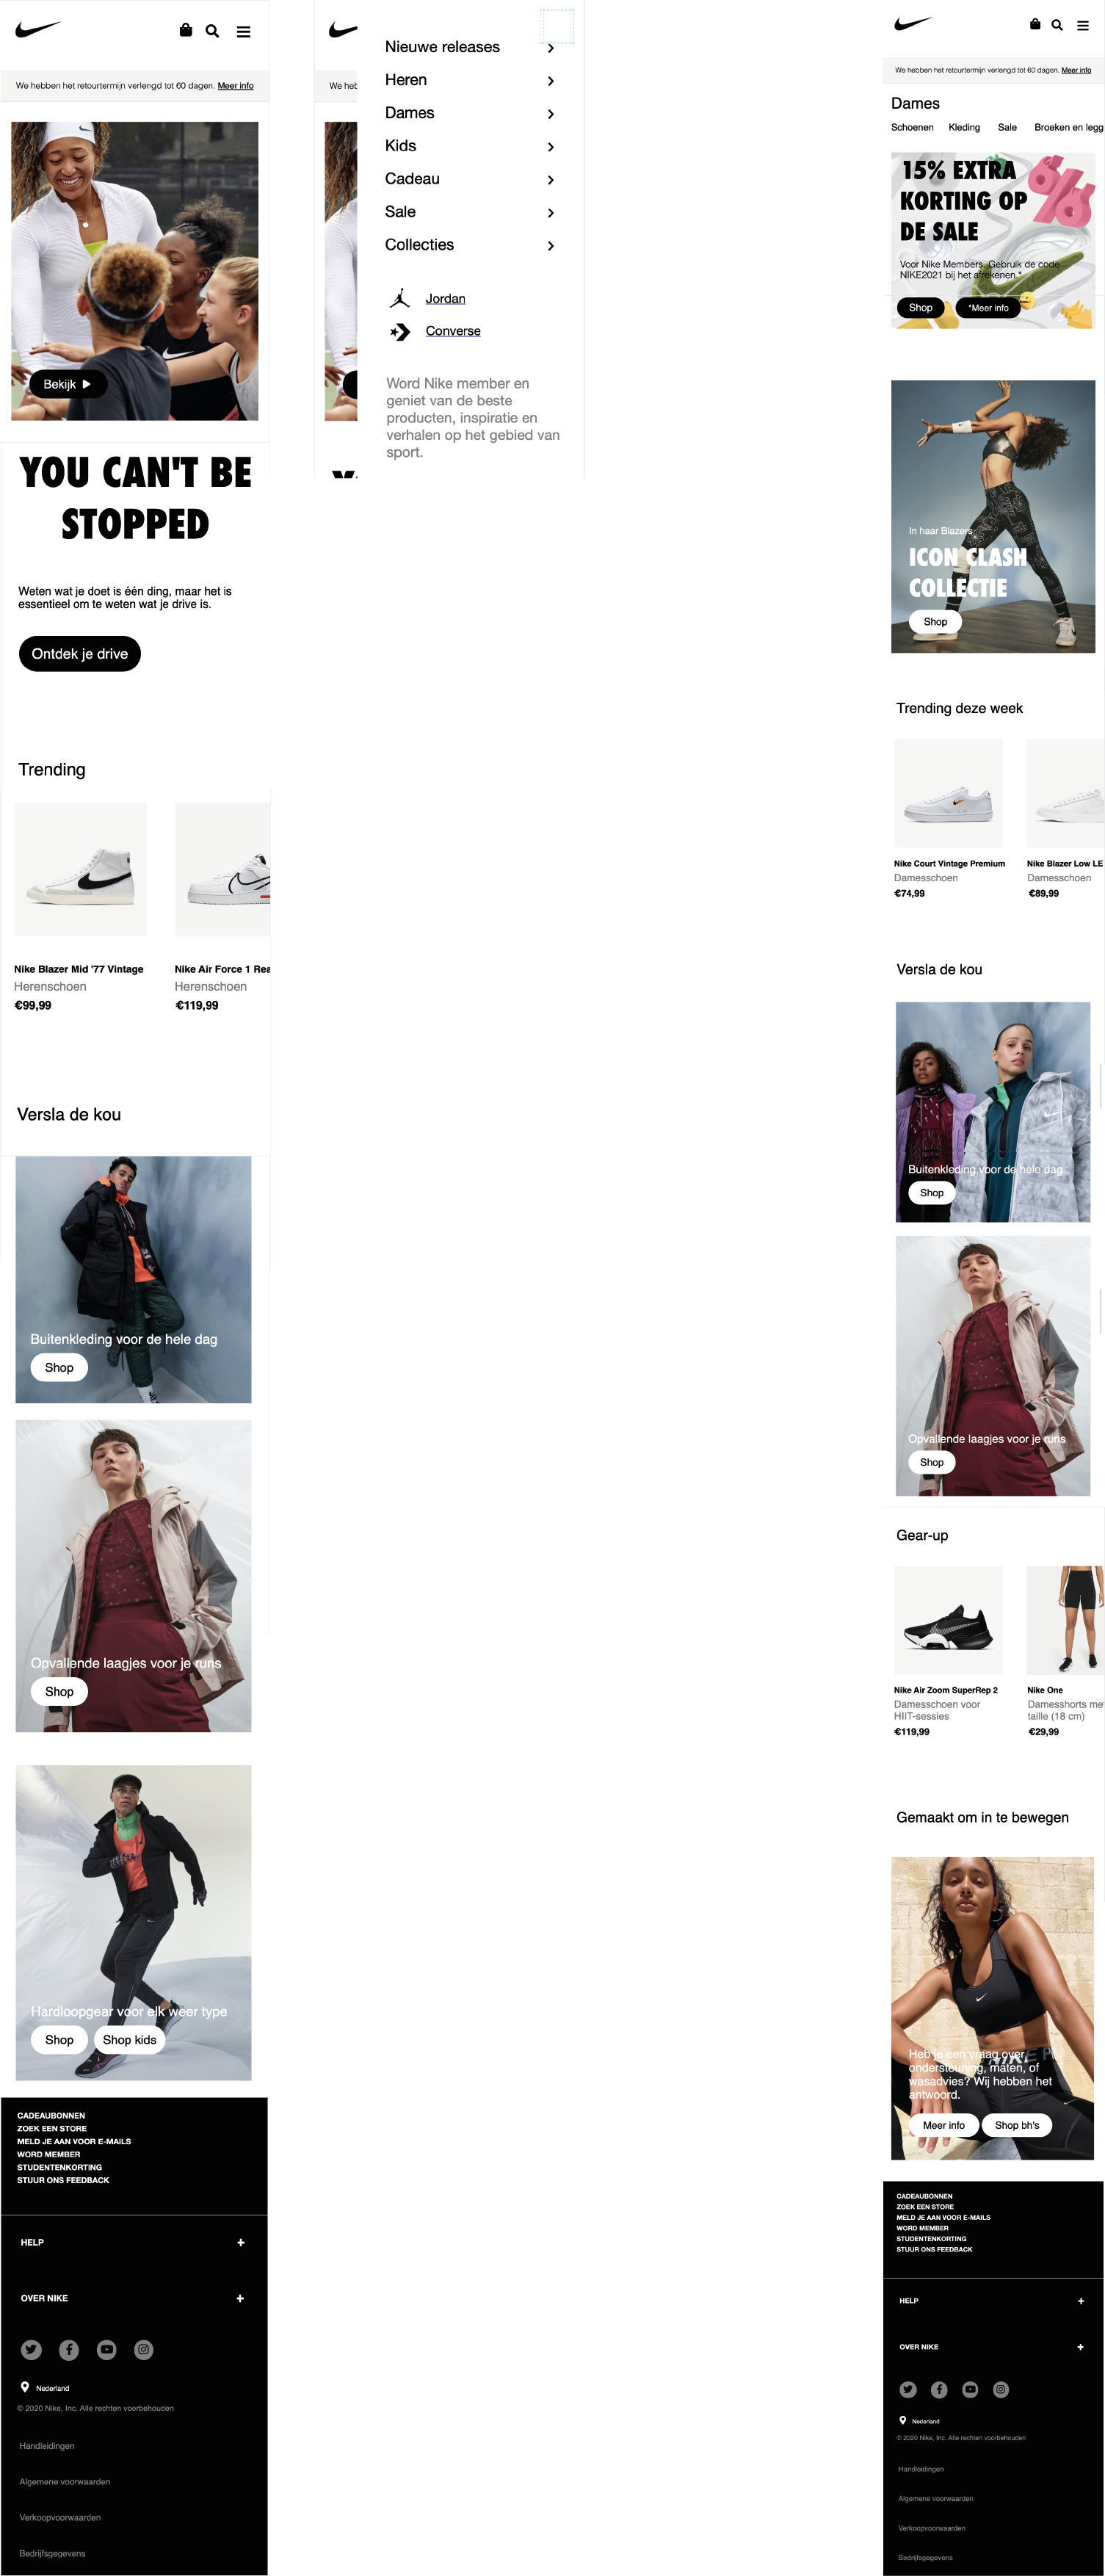 We hebben het retourtermijn verlengd tot 60 dagen. Meer info
Bekijk
YOU CAN'T BE
STOPPED
Weten wat je doet is één ding, maar het is
essentieel om te weten wat je drive is.
Ontdek je drive
Trending
Nike Blazer Mid '77 Vintage
Herenschoen
€99,99
Nike Air Force 1 Rea
Herenschoen
€119,99
Versla de kou
Buitenkleding voor de hele dag
Shop
Opvallende laagjes voor je runs
Shop
Hardloopgear voor elk weer type
Shop
Shop kids
CADEAUBONNEN
ZOEK EEN STORE
MELD JE AAN VOOR E-MAILS
WORD MEMBER
STUDENTENKORTING
STUUR ONS FEEDBACK
HELP
OVER NIKE
Nederland
© 2020 Nike, Inc. Alle rechten voorbehouden
Handleidingen
Algemene voorwaarden
Verkoopvoorwaarden
Bedrijfsgegevens
We heb
Nieuwe releases
Heren
Dames
Kids
Cadeau
Sale
Collecties
Jordan
Converse
Word Nike member en
geniet van de beste
producten, inspiratie en
verhalen op het gebied van
sport.
We hebben het retourtermijn verlengd tot 60 dagen. Meer info
Dames
Schoenen Kleding Sale Broeken en legg
15% EXTRA
KORTING OP
DE SALE
Voor Nike Members. Gebruik de code
NIKE2021 bij het afrekenen.*
Shop
*Meer info
In haar Blazers
ICON CLASH
COLLECTIE
Shop
Trending deze week
Nike Court Vintage Premium
Damesschoen
€74,99
Nike Blazer Low LE
Damesschoen
€89,99
Versla de kou
Buitenkleding voor de hele dag
Shop
Opvallende laagjes voor je runs
Shop
Gear-up
Nike Air Zoom SuperRep 2
Damesschoen voor
HIIT-sessies
€119,99
Nike One
Damesshorts met
taille (18 cm)
€29,99
Gemaakt om in te bewegen
Heb je een vraag over
ondersteuning, maten, of
wasadvies? Wij hebben het
antwoord.
NIKE P
Meer info
Shop bh's
CADEAUBONNEN
ZOEK EEN STORE
MELD JE AAN VOOR E-MAILS
WORD MEMBER
STUDENTENKORTING
STUUR ONS FEEDBACK
HELP
OVER NIKE
Nederland
© 2020 Nike, Inc. Alle rechten voorbehouden
Handleidingen
Algemene voorwaarden
Verkoopvoorwaarden
Bedrijfsgegevens